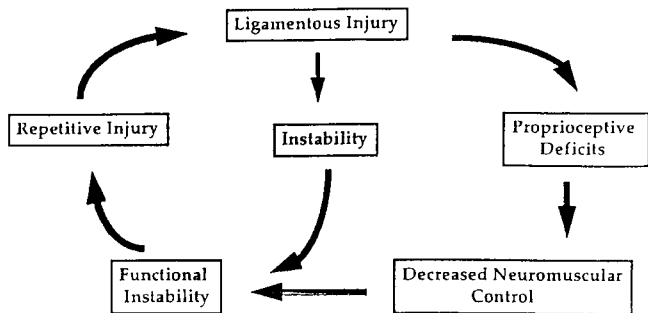 Ligamentous Injury
Repetitive Injury
Instability
Proprioceptive
Deficits
Functional
Instability
Decreased Neuromuscular
Control